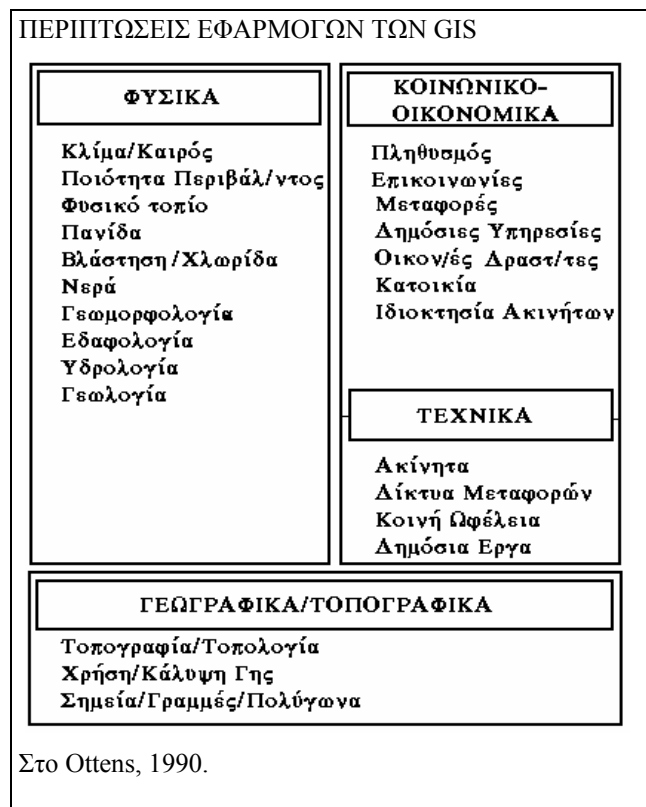 ΠΕΡΙΠΤΩΣΕΙΣ ΕΦΑΡΜΟΓΩΝ ΤΩΝ GIS
ΦΥΣΙΚΑ
Κλίμα/Καιρός
Ποιότητα Περιβάλ/ντος
Φυσικό τοπίο
Πανίδα
Βλάστηση/Χλωρίδα
Νερά
Γεωμορφολογία
Εδαφολογία
Υδρολογία
Γεωλογία
ΚΟΙΝΩΝΙΚΟ-
ΟΙΚΟΝΟΜΙΚΑ
Πληθυσμός
Επικοινωνίες
Μεταφορές
Δημόσιες Υπηρεσίες
Οικον/ές Δραστ/τες
Κατοικία
Ιδιοκτησία Ακινήτων
ΤΕΧΝΙΚΑ
Ακίνητα
Δίκτυα Μεταφορών
Κοινή Ωφέλεια
Δημόσια Εργα
ΓΕΩΓΡΑΦΙΚΑ/ΤΟΠΟΓΡΑΦΙΚΑ
Τοπογραφία/Τοπολογία
Χρήση/Κάλυψη Γης
Σημεία/Γραμμές/Πολύγωνα
Στο Ottens, 1990.